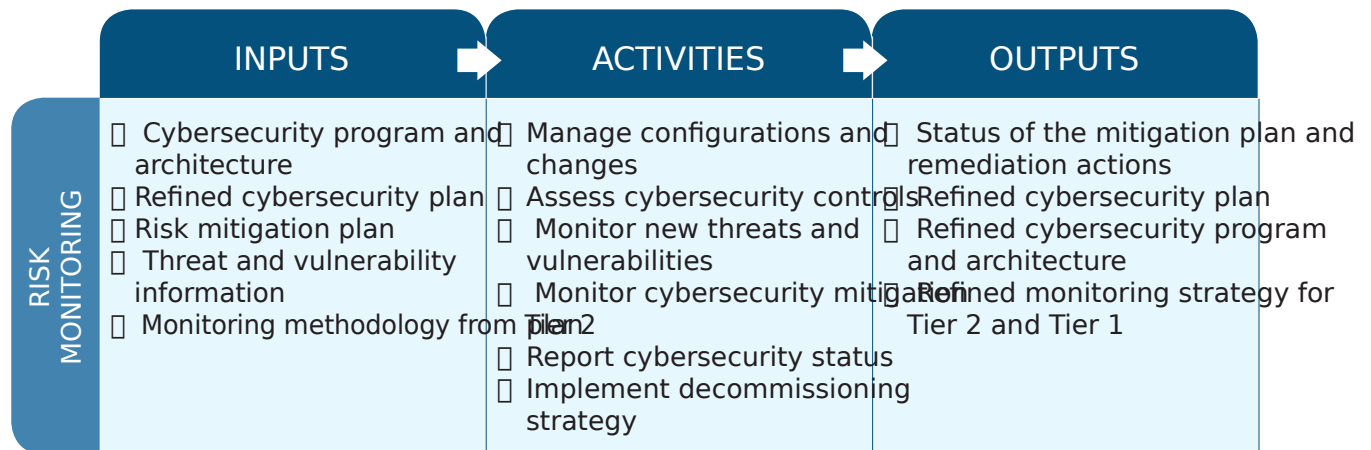 INPUTS
ACTIVITIES
OUTPUTS
RISK
MONITORING
Cybersecurity program and
architecture
Refined cybersecurity plan
Risk mitigation plan
Threat and vulnerability
information
Monitoring methodology from Tier 2
Manage configurations and
changes
Assess cybersecurity controls
Monitor new threats and
vulnerabilities
Monitor cybersecurity mitigation
plan
Report cybersecurity status
Implement decommissioning
strategy
Status of the mitigation plan and
remediation actions
Refined cybersecurity plan
Refined cybersecurity program
and architecture
Refined monitoring strategy for
Tier 2 and Tier 1